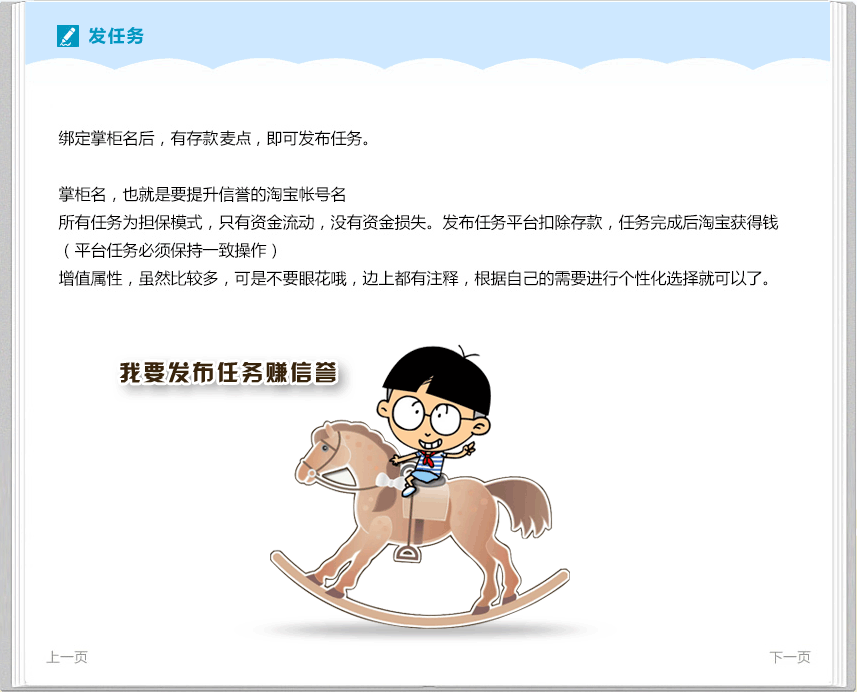 发任务
绑定掌柜名后，有存款麦点，即可发布任务。
掌柜名，也就是要提升信誉的淘宝帐号名
所有任务为担保模式，只有资金流动，没有资金损失。发布任务平台扣除存款，任务完成后淘宝获得钱
（平台任务必须保持一致操作）
增值属性，虽然比较多，可是不要眼花哦，边上都有注释，根据自己的需要进行个性化选择就可以了。
我要发布任务赚信誉
上一页
下一页